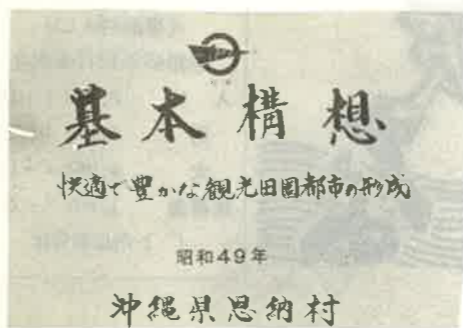 基本構想
快適で豊かな観光田園都市の形成
昭和49年
沖縄県恩納村